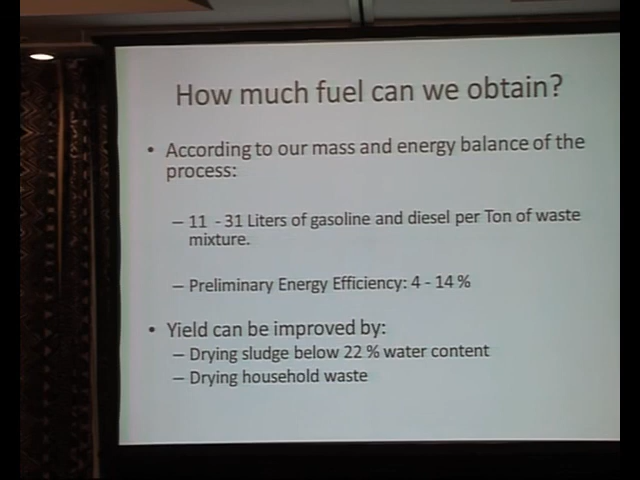 How much fuel can we obtain?
• According to our mass and energy balance of the
process:
– 11 - 31 Liters of gasoline and diesel per Ton of waste
mixture.
– Preliminary Energy Efficiency: 4 - 14 %
• Yield can be improved by:
– Drying sludge below 22 % water content
– Drying household waste